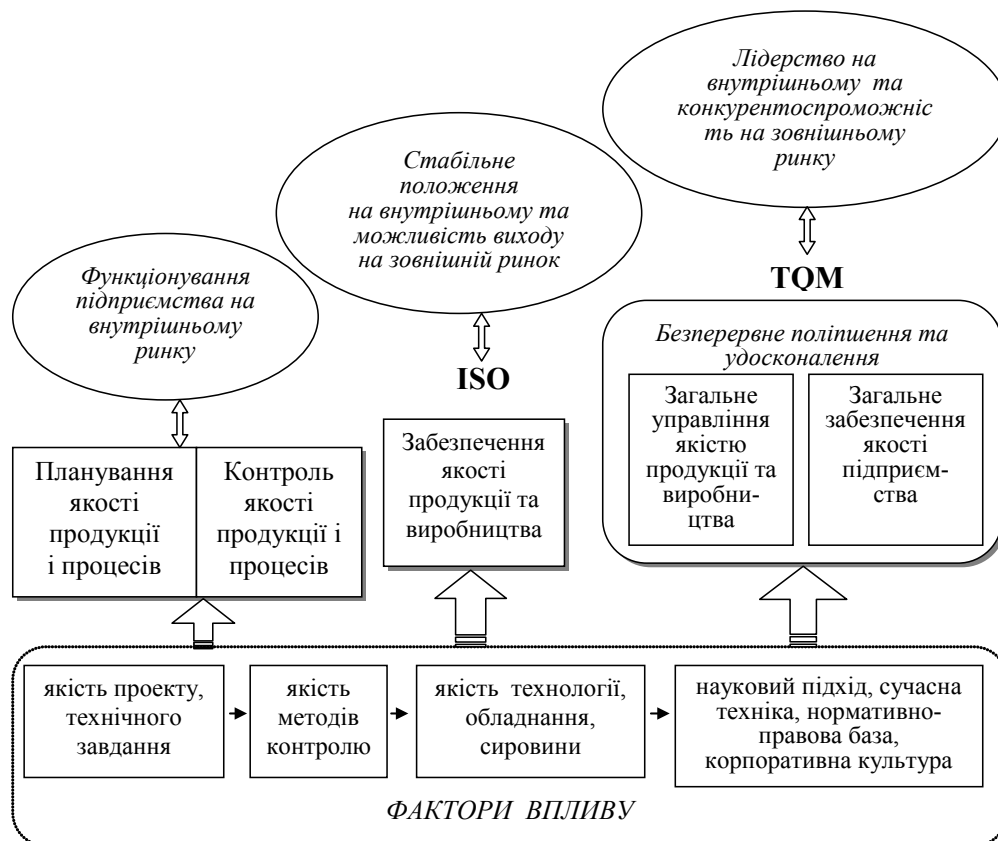 Лідерство на
внутрішньому та
конкурентоспроможніс
ть на зовнішньому
ринку
Стабільне
положення
на внутрішньому та
можливість виходу
на зовнішній ринок
Функціонування
підприємства на
внутрішньому
ринку
TQM
ISO
Безперервне поліпшення та
удосконалення
Загальне
управління
якістю
продукції та
виробни-
цтва
Загальне
забезпечення
якості
підприєм-
ства
Планування
якості
продукції
і процесів
Контроль
якості
продукції і
процесів
Забезпечення
якості
продукції та
виробництва
якість проекту,
технічного
завдання
якість
методів
контролю
якість технології,
обладнання,
сировини
науковий підхід, сучасна
техніка, нормативно-
правова база,
корпоративна культура
ФАКТОРИ ВПЛИВУ